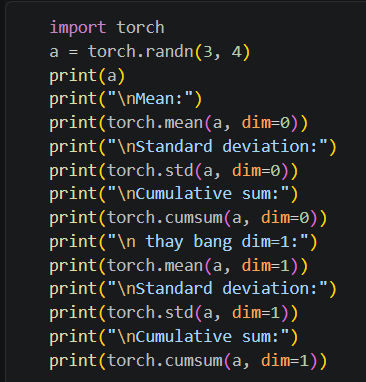 import torch
a = torch.randn(3, 4)
print(a)
print("\nMean:")
print(torch.mean(a, dim=0))
print("\nStandard deviation:")
print(torch.std(a, dim=0))
print("\nCumulative sum:")
print(torch.cumsum(a, dim=0))
print("\n thay bang dim=1:")
print(torch.mean(a, dim=1))
print("\nStandard deviation:")
print(torch.std(a, dim=1))
print("\nCumulative sum:")
print(torch.cumsum(a, dim=1))